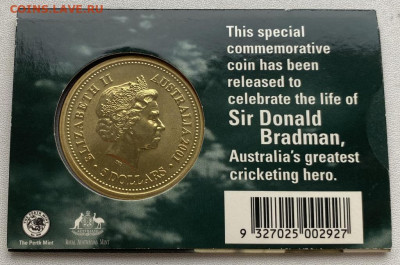 COINS.LAVE.RU
This special
commemorative
coin has been
released to
celebrate the life of
Sir Donald
Bradman,
Australia's greatest
cricketing hero.
ELIZABETH II AUSTRALIA 2001
5 DOLLARS
The Perth Mint
Royal Australian Mint
9 327025 002927